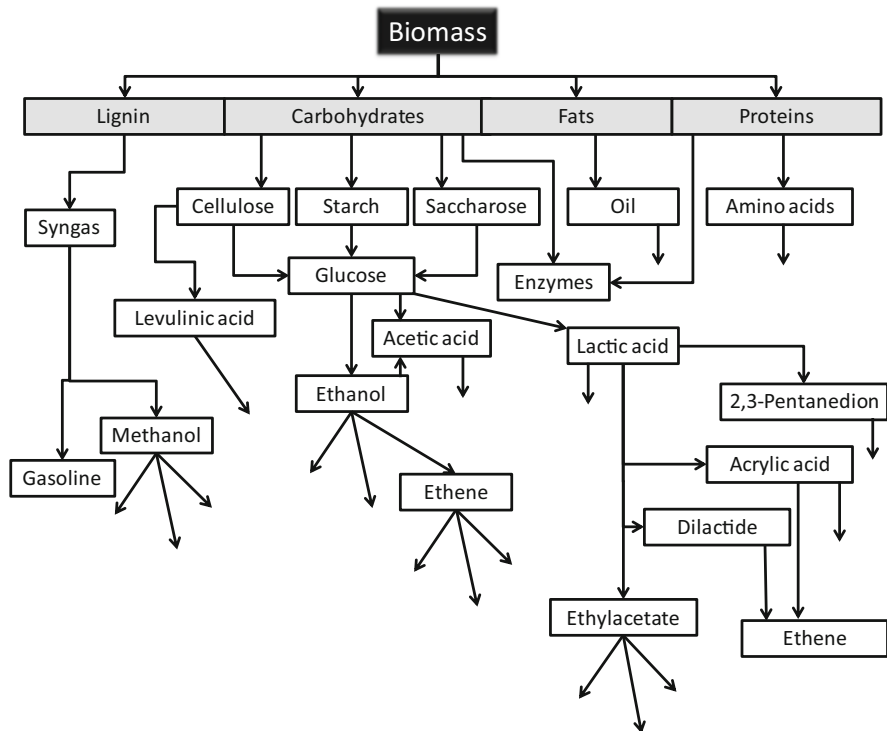 Biomass
Lignin
Carbohydrates
Fats
Proteins
Cellulose
Starch
Saccharose
Oil
Amino acids
Syngas
Glucose
Enzymes
Levulinic acid
Acetic acid
Lactic acid
Ethanol
2,3-Pentanedion
Methanol
Gasoline
Acrylic acid
Ethene
Dilactide
Ethylacetate
Ethene